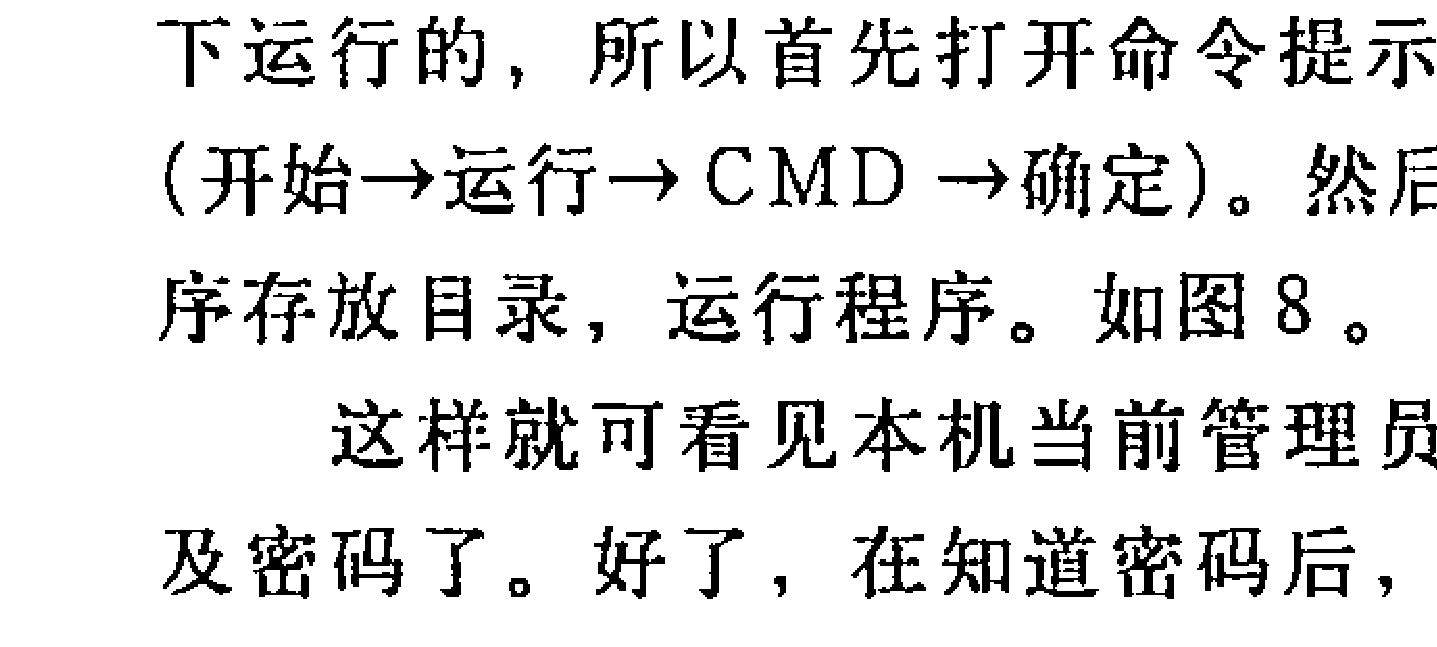 下运行的，所以首先打开命令提示
(开始→运行→CMD→确定)。然后
序存放目录，运行程序。如图8。
这样就可看见本机当前管理员
及密码了。好了，在知道密码后，